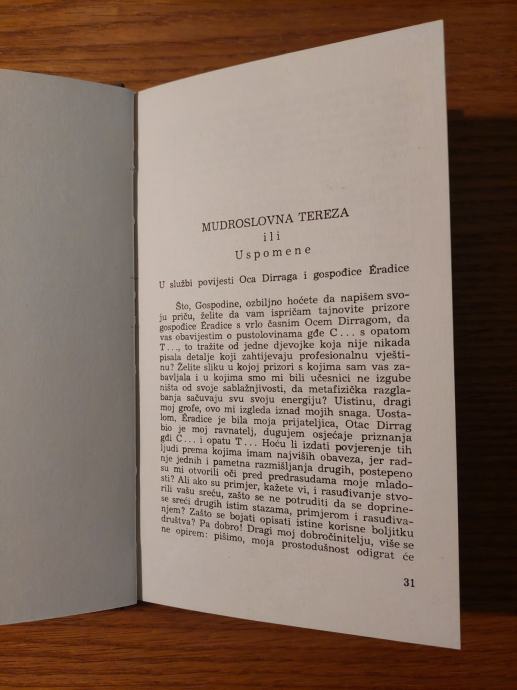 MUDROSLOVNA TEREZA
ili
Uspomene
U službi povijesti Oca Dirraga i gospođice Éradice
Što, Gospodine, ozbiljno hoćete da napišem svo-
ju priču, želite da vam ispričam tajnovite prizore
gospođice Éradice s vrlo časnim Ocem Dirragom, da
vas obavijestim o pustolovinama gđe C... s opatom
T..., to tražite od jedne djevojke koja nije nikada
pisala detalje koji zahtijevaju profesionalnu vješti-
nu? Želite sliku u kojoj prizori s kojima sam vas za-
bavljala i u kojima smo mi bili učesnici ne izgube
ništa od svoje sablažnjivosti, da metafizička razgla-
banja sačuvaju svu svoju energiju? Uistinu, dragi
moj grofe, ovo mi izgleda iznad mojih snaga. Uosta-
lom, Éradice je bila moja prijateljica, Otac Dirrag
bio je moj ravnatelj, dugujem osjećaje priznanja
gđi C... i opatu T... Hoću li izdati povjerenje tih
ljudi prema kojima imam najviših obaveza, jer rad-
nje jednih i pametna razmišljanja drugih, postepeno
su mi otvorili oči pred predrasudama moje mlado-
sti? Ali ako su primjer, kažete vi, i rasuđivanje stvo-
rili vašu sreću, zašto se ne potruditi da se doprine-
se sreći drugih istim stazama, primjerom i rasuđiva-
njem? Zašto se bojati opisati istine korisne boljitku
društva? Pa dobro! Dragi moj dobročinitelju, više se
ne opirem: pišimo, moja prostodušnost odigrat će
31